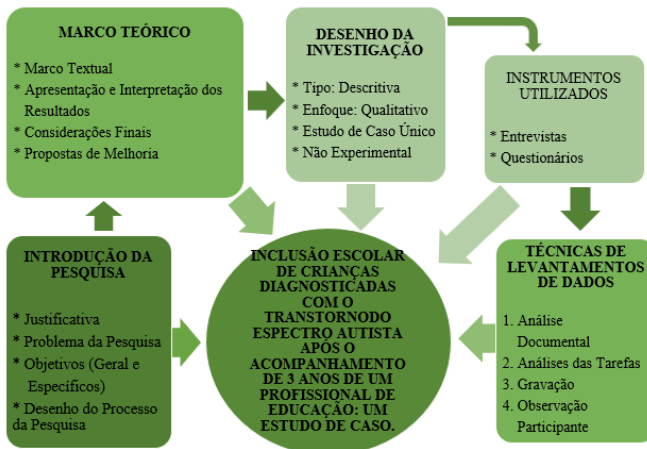 MARCO TEÓRICO
* Marco Textual
* Apresentação e Interpretação dos
Resultados
* Considerações Finais
* Propostas de Melhoria
DESENHO DA
INVESTIGAÇÃO
* Tipo: Descritiva
* Enfoque: Qualitativo
* Estudo de Caso Único
* Não Experimental
INSTRUMENTOS
UTILIZADOS
* Entrevistas
* Questionários
INTRODUÇÃO DA
PESQUISA
* Justificativa
* Problema da Pesquisa
* Objetivos (Geral e
Específicos)
* Desenho do Processo
da Pesquisa
INCLUSÃO ESCOLAR
DE CRIANÇAS
DIAGNOSTICADAS
COM O
TRANSTORNODO
ESPECTRO AUTISTA
APÓS O
ACOMPANHAMENTO
DE 3 ANOS DE UM
PROFISSIONAL DE
EDUCAÇÃO: UM
ESTUDO DE CASO.
TÉCNICAS DE
LEVANTAMENTOS
DE DADOS
1. Análise
Documental
2. Análises das Tarefas
3. Gravação
4. Observação
Participante